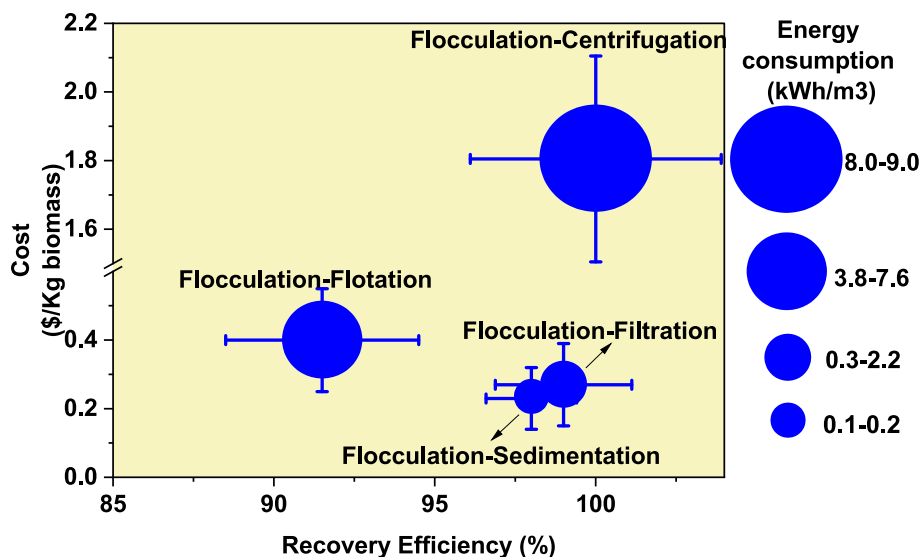 2.2
2.0
1.8
1.6
0.4
0.2
0.0
85
90
95
100
Cost
($/Kg biomass)
Recovery Efficiency (%)
Flocculation-Centrifugation
Flocculation-Flotation
Flocculation-Filtration
Flocculation-Sedimentation
Energy
consumption
(kWh/m3)
8.0-9.0
3.8-7.6
0.3-2.2
0.1-0.2